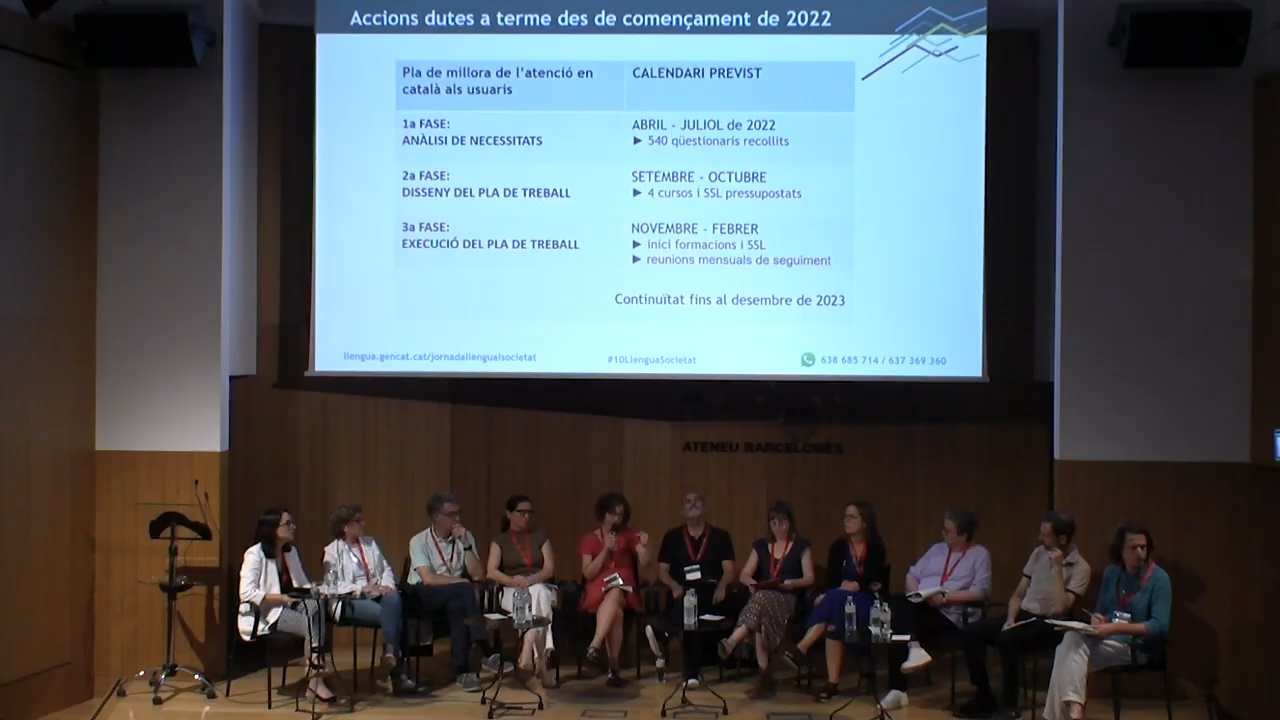 Accions dutes a terme des de començament de 2022
Pla de millora de l'atenció en
català als usuaris
CALENDARI PREVIST
1a FASE:
ANÀLISI DE NECESSITATS
ABRIL - JULIOL de 2022
► 540 qüestionaris recollits
2a FASE:
DISSENY DEL PLA DE TREBALL
SETEMBRE - OCTUBRE
► 4 cursos i SSL pressupostats
3a FASE:
EXECUCIÓ DEL PLA DE TREBALL
NOVEMBRE - FEBRER
► inici formacions i SSL
► reunions mensuals de seguiment
Continuïtat fins al desembre de 2023
llengua.gencat.cat/jornadallenguaisocietat
#10LlenguaSocietat
638 685 714 / 637 369 360
ATENEU BARCELONÈS